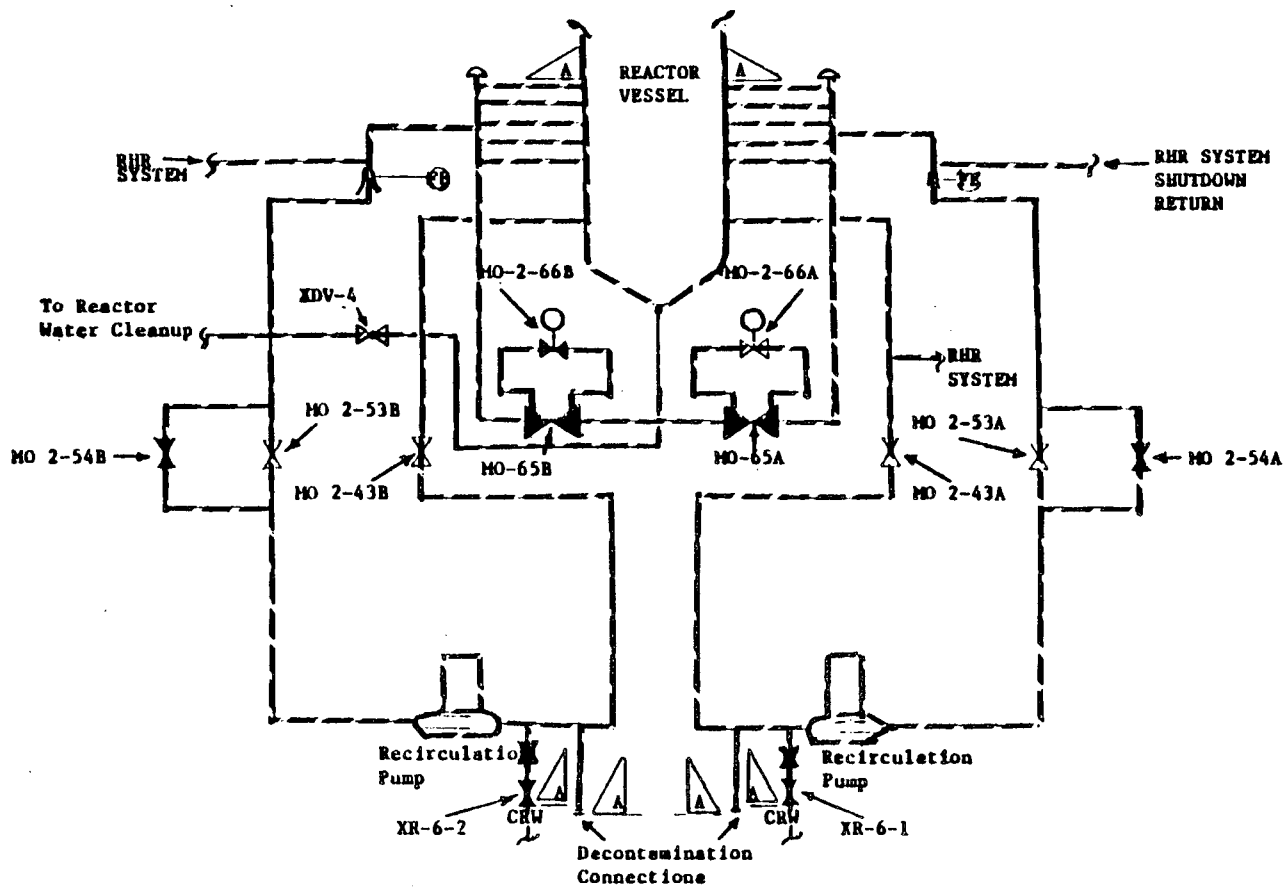 A
REACTOR
VESSEL
A
RHR
SYSTEM
FE
FE
RHR SYSTEM
SHUTDOWN
RETURN
MO-2-66B
MO-2-66A
XDV-4
To Reactor
Water Cleanup
RHR
SYSTEM
MO 2-53B
MO 2-53A
MO 2-54B
MO-65B
MO-65A
MO 2-54A
MO 2-43B
MO 2-43A
Recirculation
Pump
Recirculation
Pump
A
A
A
A
XR-6-2
CRW
CRW
XR-6-1
Decontamination
Connections